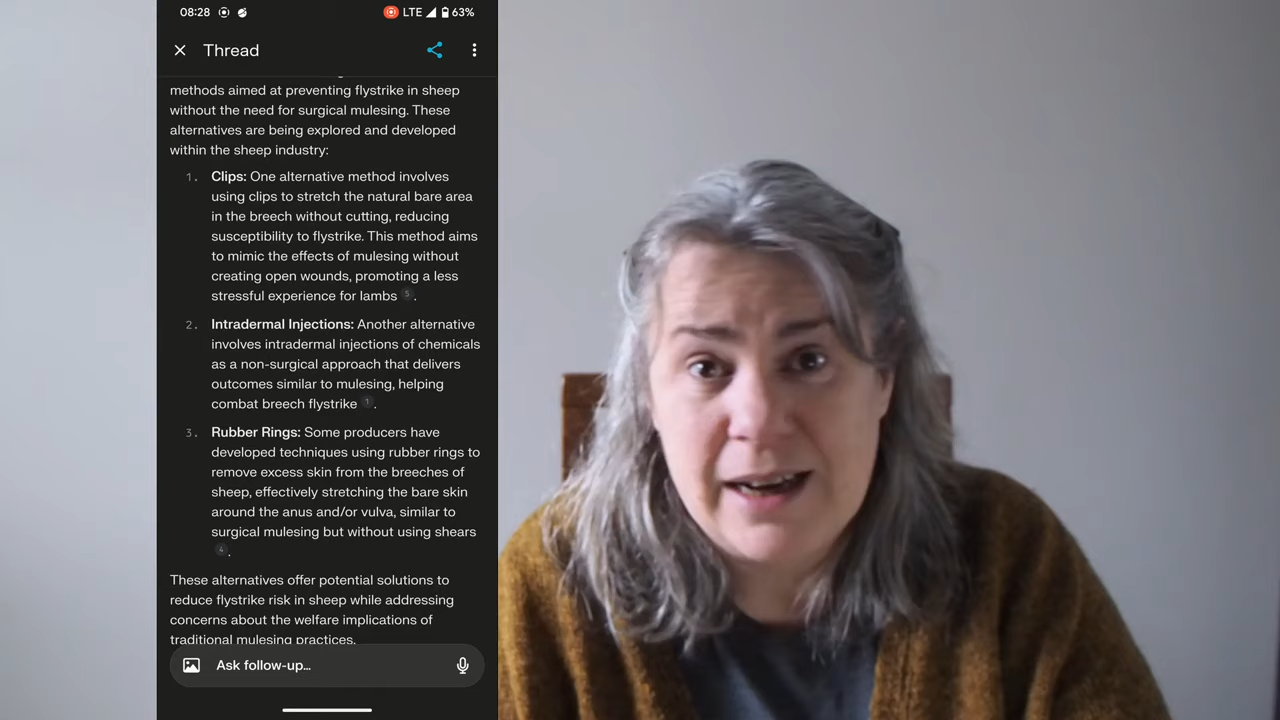 08:28 LTE 63%
Thread
methods aimed at preventing flystrike in sheep
without the need for surgical mulesing. These
alternatives are being explored and developed
within the sheep industry:
1. Clips: One alternative method involves
using clips to stretch the natural bare area
in the breech without cutting, reducing
susceptibility to flystrike. This method aims
to mimic the effects of mulesing without
creating open wounds, promoting a less
stressful experience for lambs 5.
2. Intradermal Injections: Another alternative
involves intradermal injections of chemicals
as a non-surgical approach that delivers
outcomes similar to mulesing, helping
combat breech flystrike 1.
3. Rubber Rings: Some producers have
developed techniques using rubber rings to
remove excess skin from the breeches of
sheep, effectively stretching the bare skin
around the anus and/or vulva, similar to
surgical mulesing but without using shears
4.
These alternatives offer potential solutions to
reduce flystrike risk in sheep while addressing
concerns about the welfare implications of
traditional mulesing practices.
Ask follow-up...